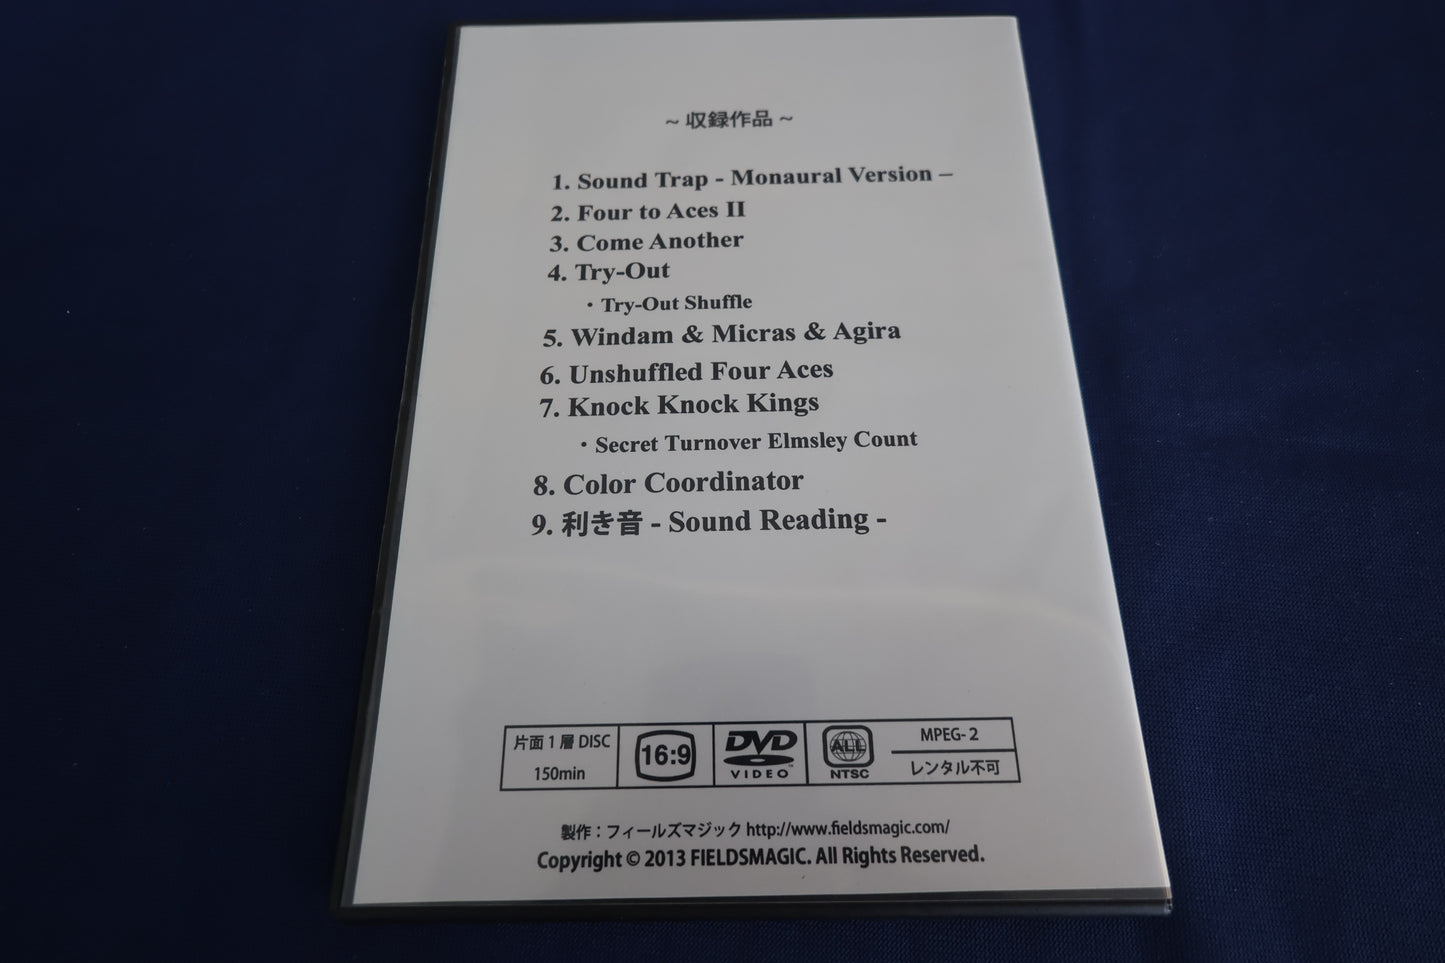 ~ 収録作品 ~
1. Sound Trap - Monaural Version –
2. Four to Aces II
3. Come Another
4. Try-Out
・Try-Out Shuffle
5. Windam & Micras & Agira
6. Unshuffled Four Aces
7. Knock Knock Kings
・Secret Turnover Elmsley Count
8. Color Coordinator
9. 利き音 - Sound Reading -
片面1層 DISC
150min
16:9
DVD
VIDEO
ALL
NTSC
MPEG-2
レンタル不可
製作：フィールズマジック http://www.fieldsmagic.com/
Copyright © 2013 FIELDSMAGIC. All Rights Reserved.